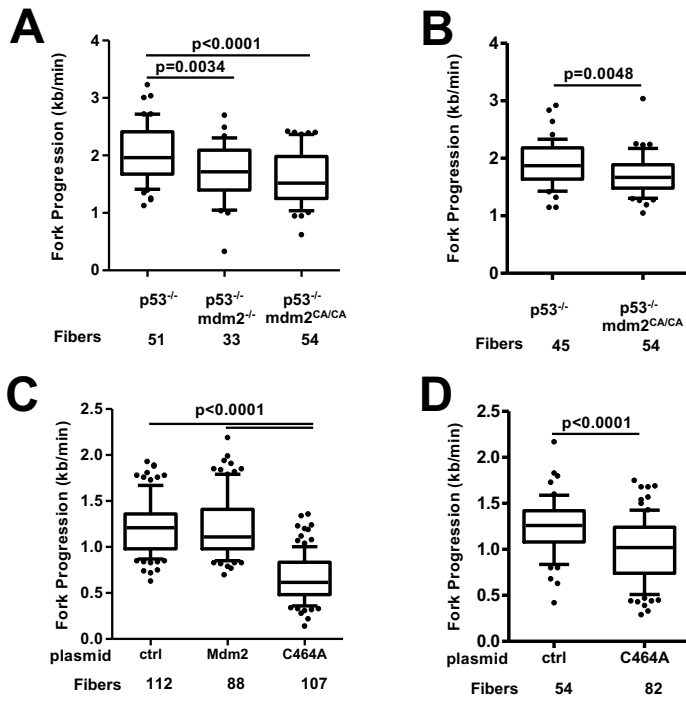 A
Fork Progression (kb/min)
4
3
2
1
0
p<0.0001
p=0.0034
p53-/-
p53-/- mdm2-/-
p53-/- mdm2CA/CA
Fibers 51 33 54
B
Fork Progression (kb/min)
4
3
2
1
0
p=0.0048
p53-/-
p53-/- mdm2CA/CA
Fibers 45 54
C
Fork Progression (kb/min)
2.5
2.0
1.5
1.0
0.5
0.0
p<0.0001
plasmid ctrl Mdm2 C464A
Fibers 112 88 107
D
Fork Progression (kb/min)
2.5
2.0
1.5
1.0
0.5
0.0
p<0.0001
plasmid ctrl C464A
Fibers 54 82